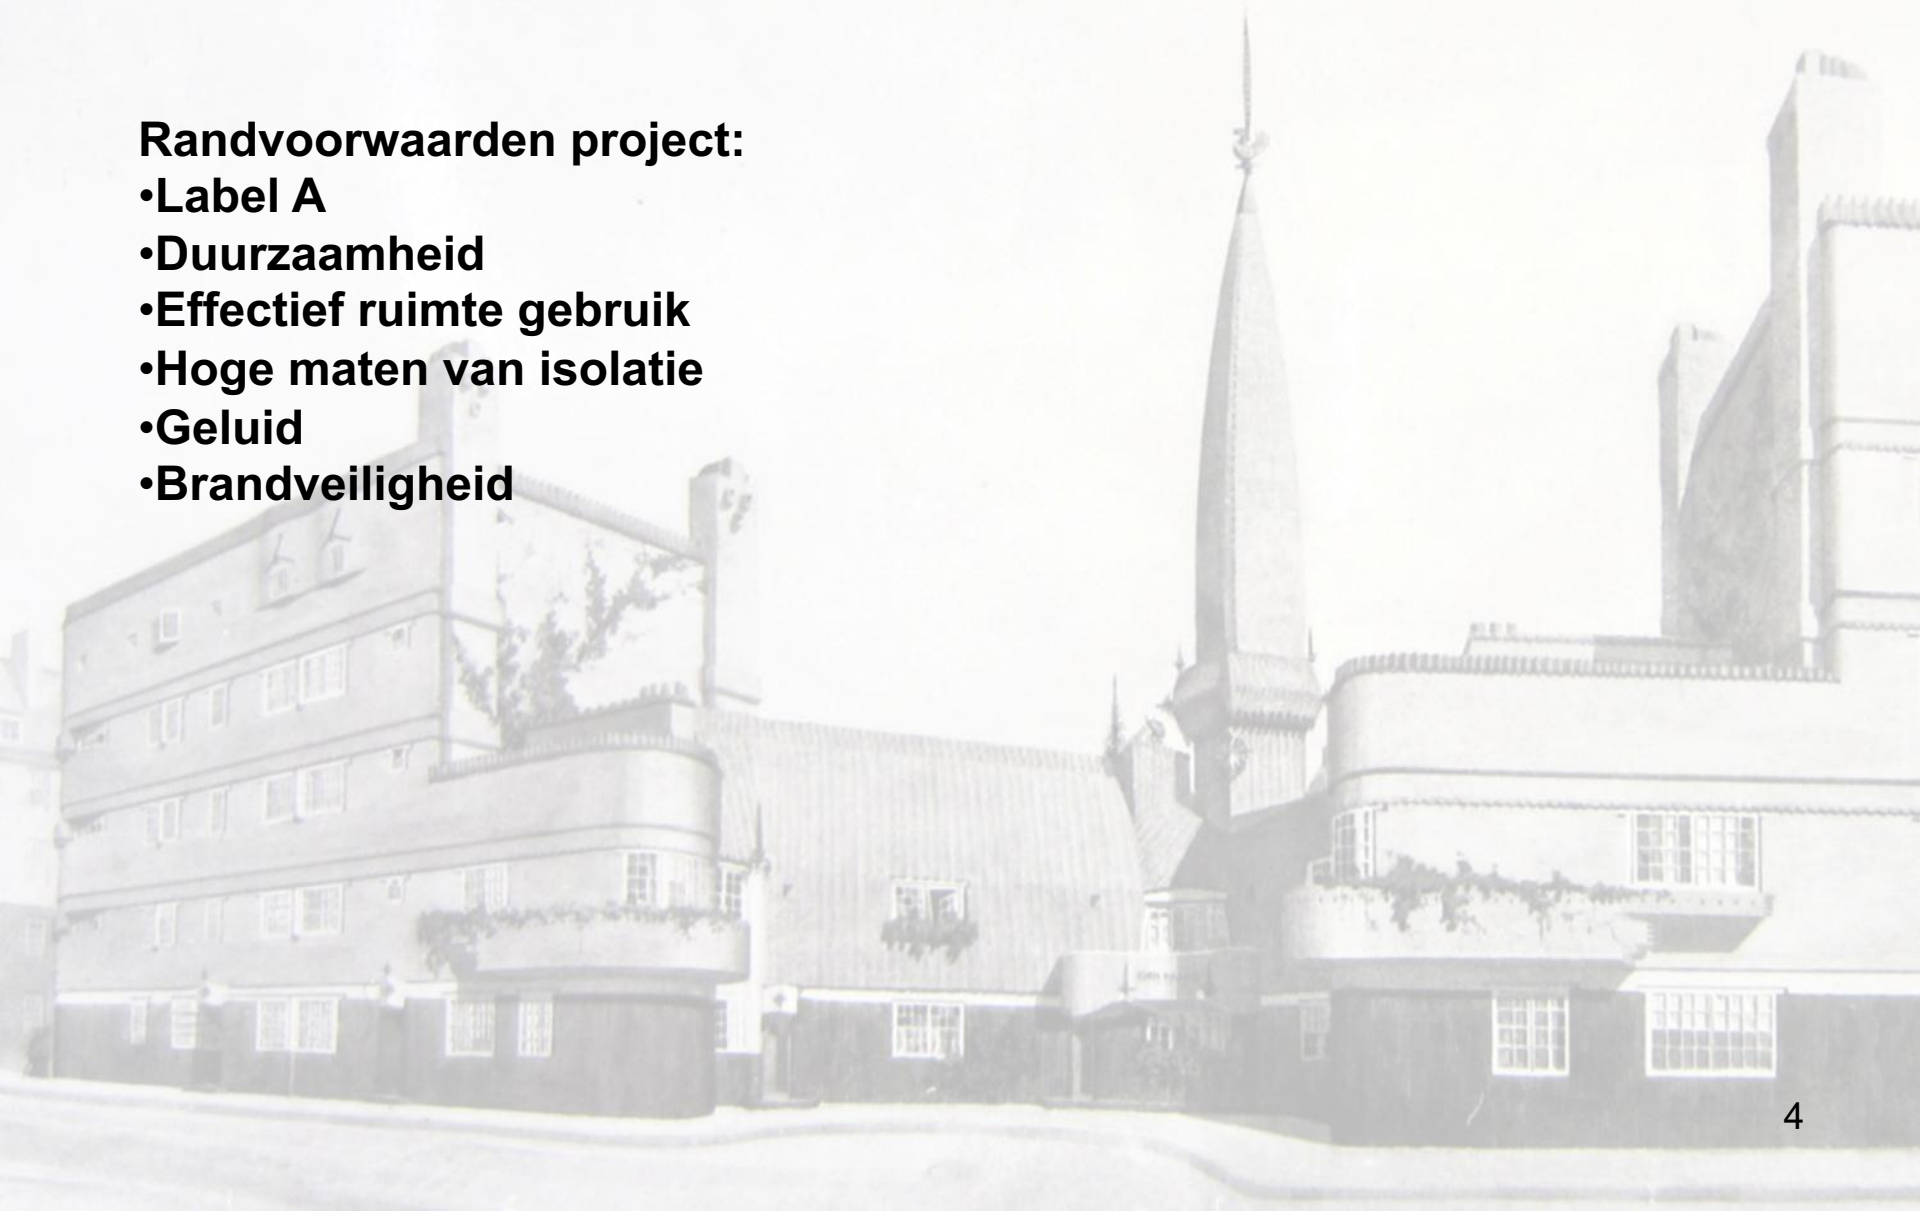 Randvoorwaarden project:
•Label A
•Duurzaamheid
•Effectief ruimte gebruik
•Hoge maten van isolatie
•Geluid
•Brandveiligheid
4